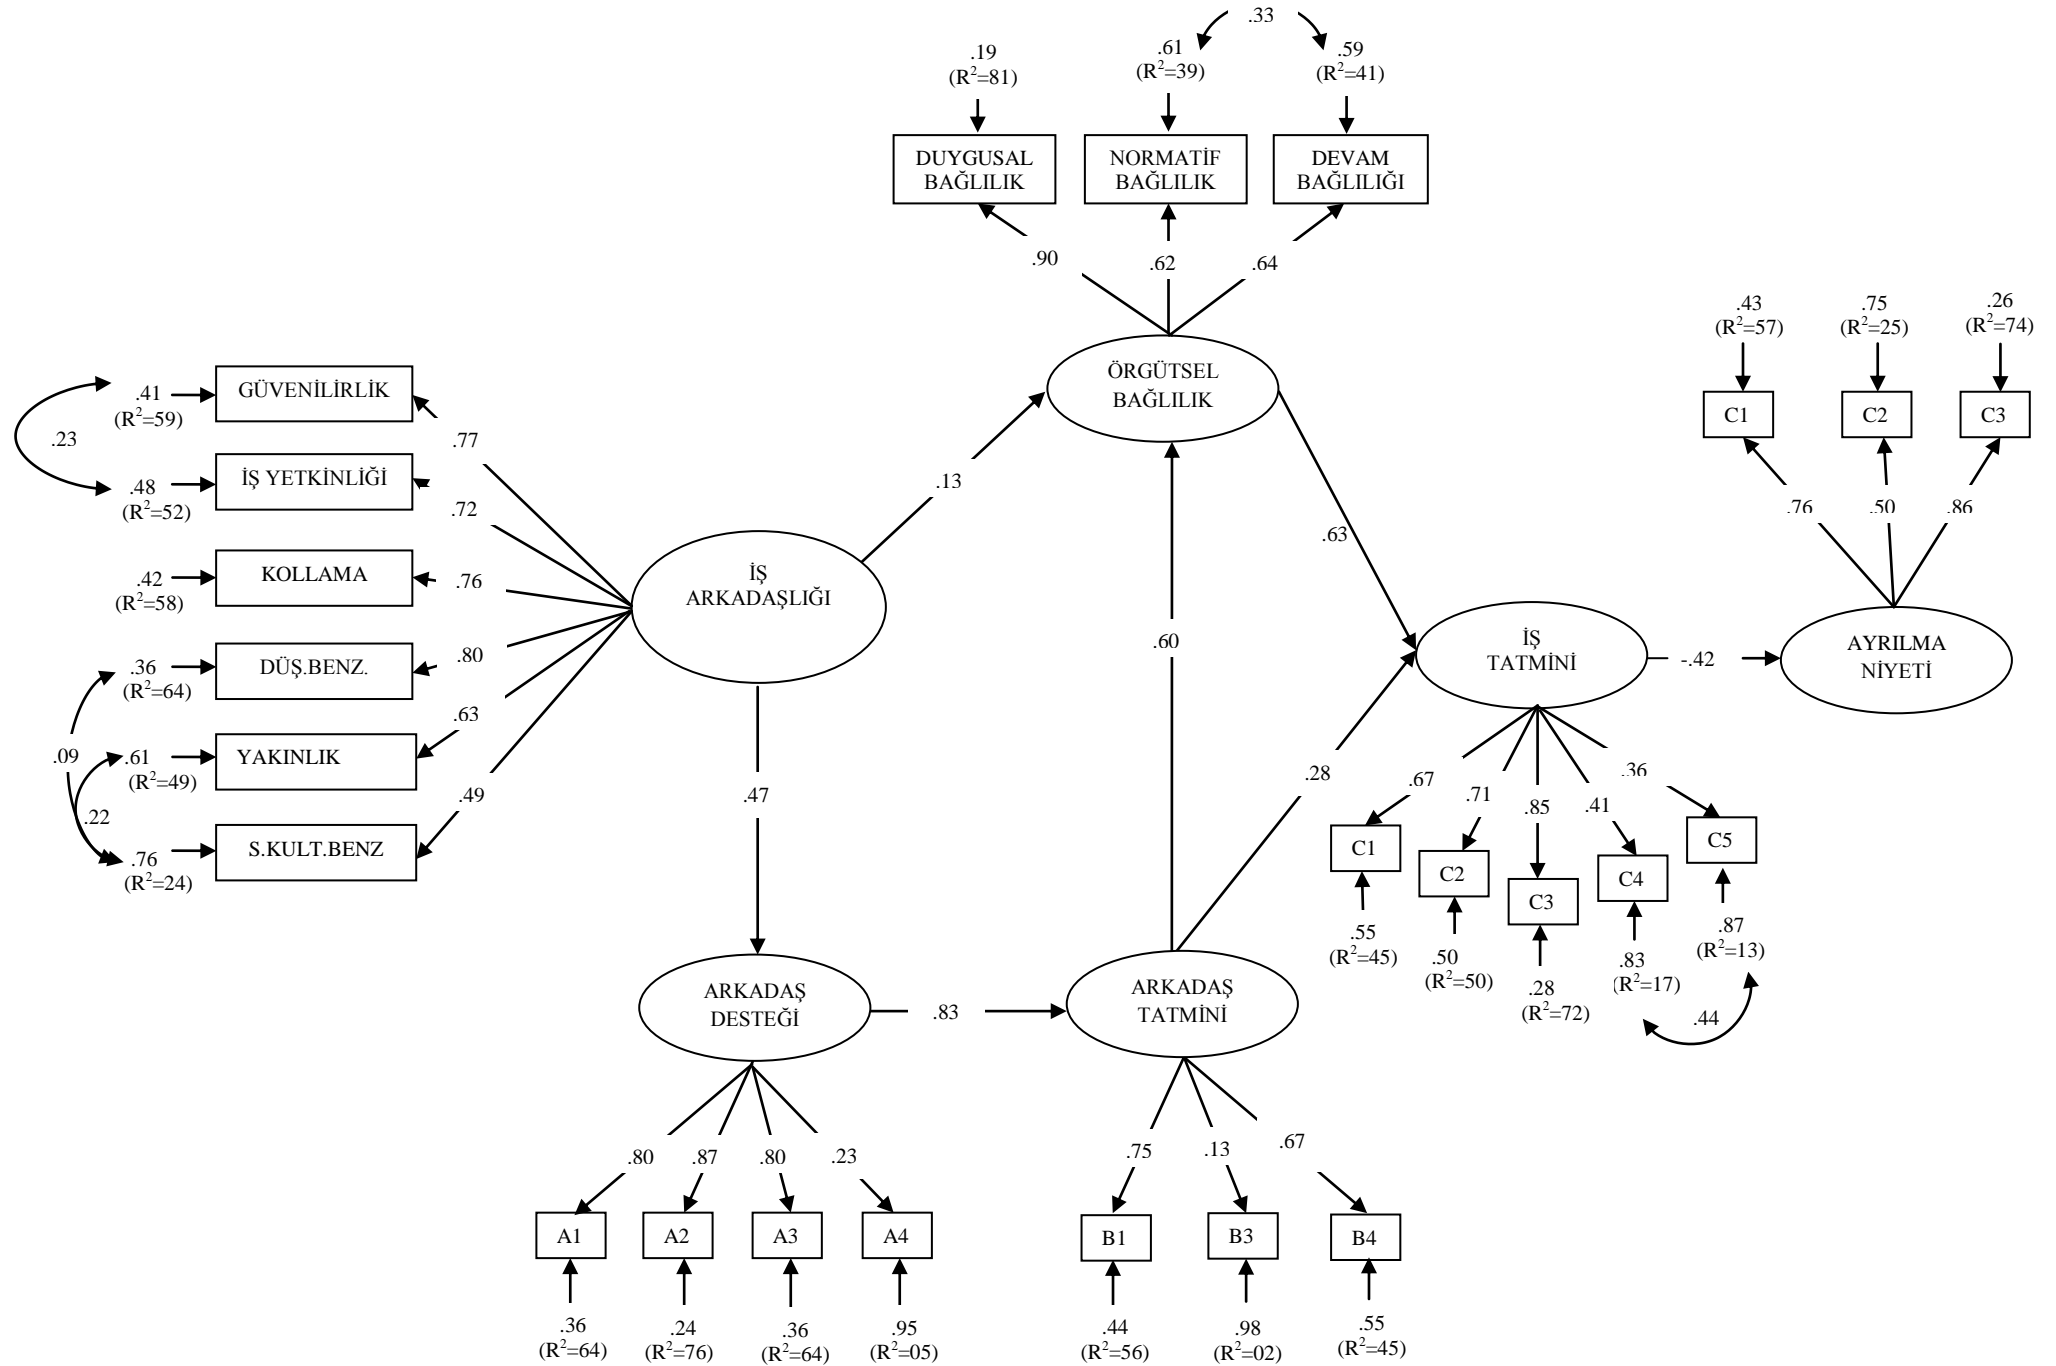 .33
.19
(R²=81)
.61
(R²=39)
.59
(R²=41)
DUYGUSAL
BAĞLILIK
NORMATİF
BAĞLILIK
DEVAM
BAĞLILIĞI
.90
.62
.64
ÖRGÜTSEL
BAĞLILIK
.43
(R²=57)
.75
(R²=25)
.26
(R²=74)
C1
C2
C3
.76
.50
.86
.41
(R²=59)
GÜVENİLİRLİK
.77
.23
.48
(R²=52)
İŞ YETKİNLİĞİ
.72
.42
(R²=58)
KOLLAMA
.76
.36
(R²=64)
DÜŞ.BENZ.
.80
.61
(R²=49)
YAKINLIK
.63
.09
.22
.76
(R²=24)
S.KULT.BENZ
.49
İŞ
ARKADAŞLIĞI
.13
.63
.60
.47
.28
İŞ
TATMİNİ
-.42
AYRILMA
NİYETİ
.67
.71
.85
.41
.36
C1
C2
C3
C4
C5
.55
(R²=45)
.50
(R²=50)
.28
(R²=72)
.83
(R²=17)
.87
(R²=13)
.44
ARKADAŞ
DESTEĞİ
.83
ARKADAŞ
TATMİNİ
.80
.87
.80
.23
.75
.13
.67
A1
A2
A3
A4
B1
B3
B4
.36
(R²=64)
.24
(R²=76)
.36
(R²=64)
.95
(R²=05)
.44
(R²=56)
.98
(R²=02)
.55
(R²=45)